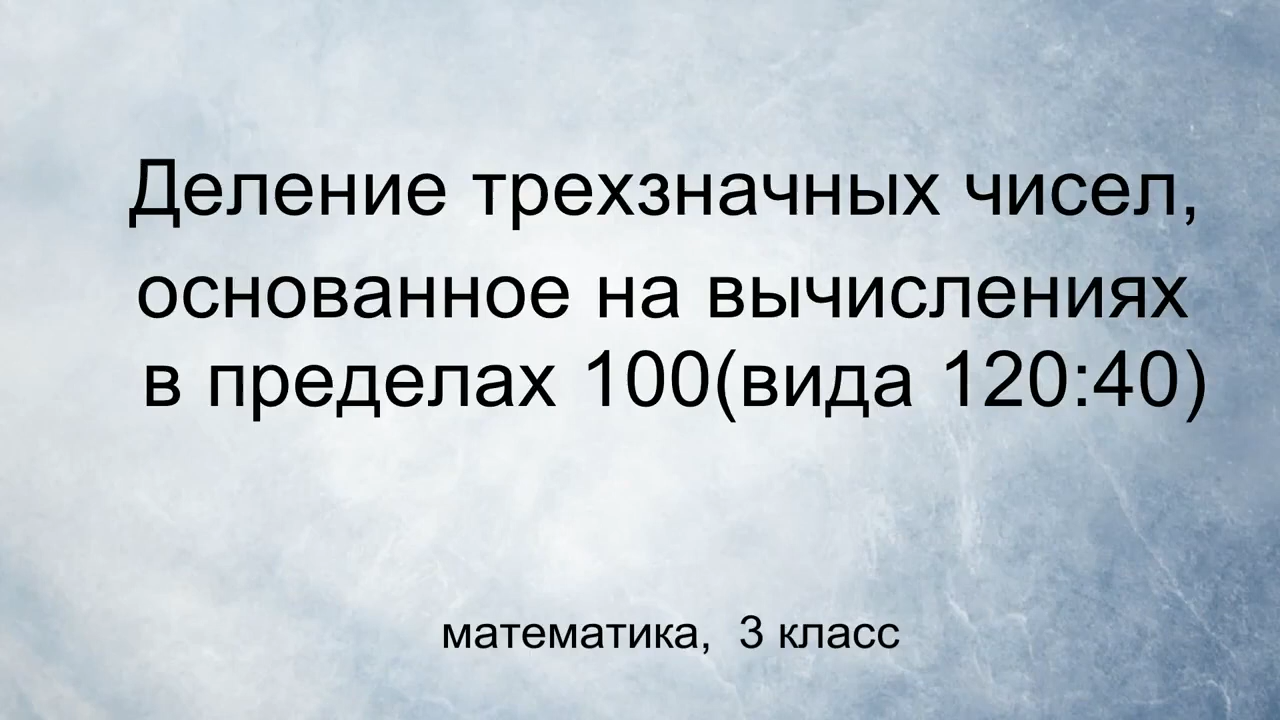 Деление трехзначных чисел,
основанное на вычислениях
в пределах 100(вида 120:40)
математика, 3 класс